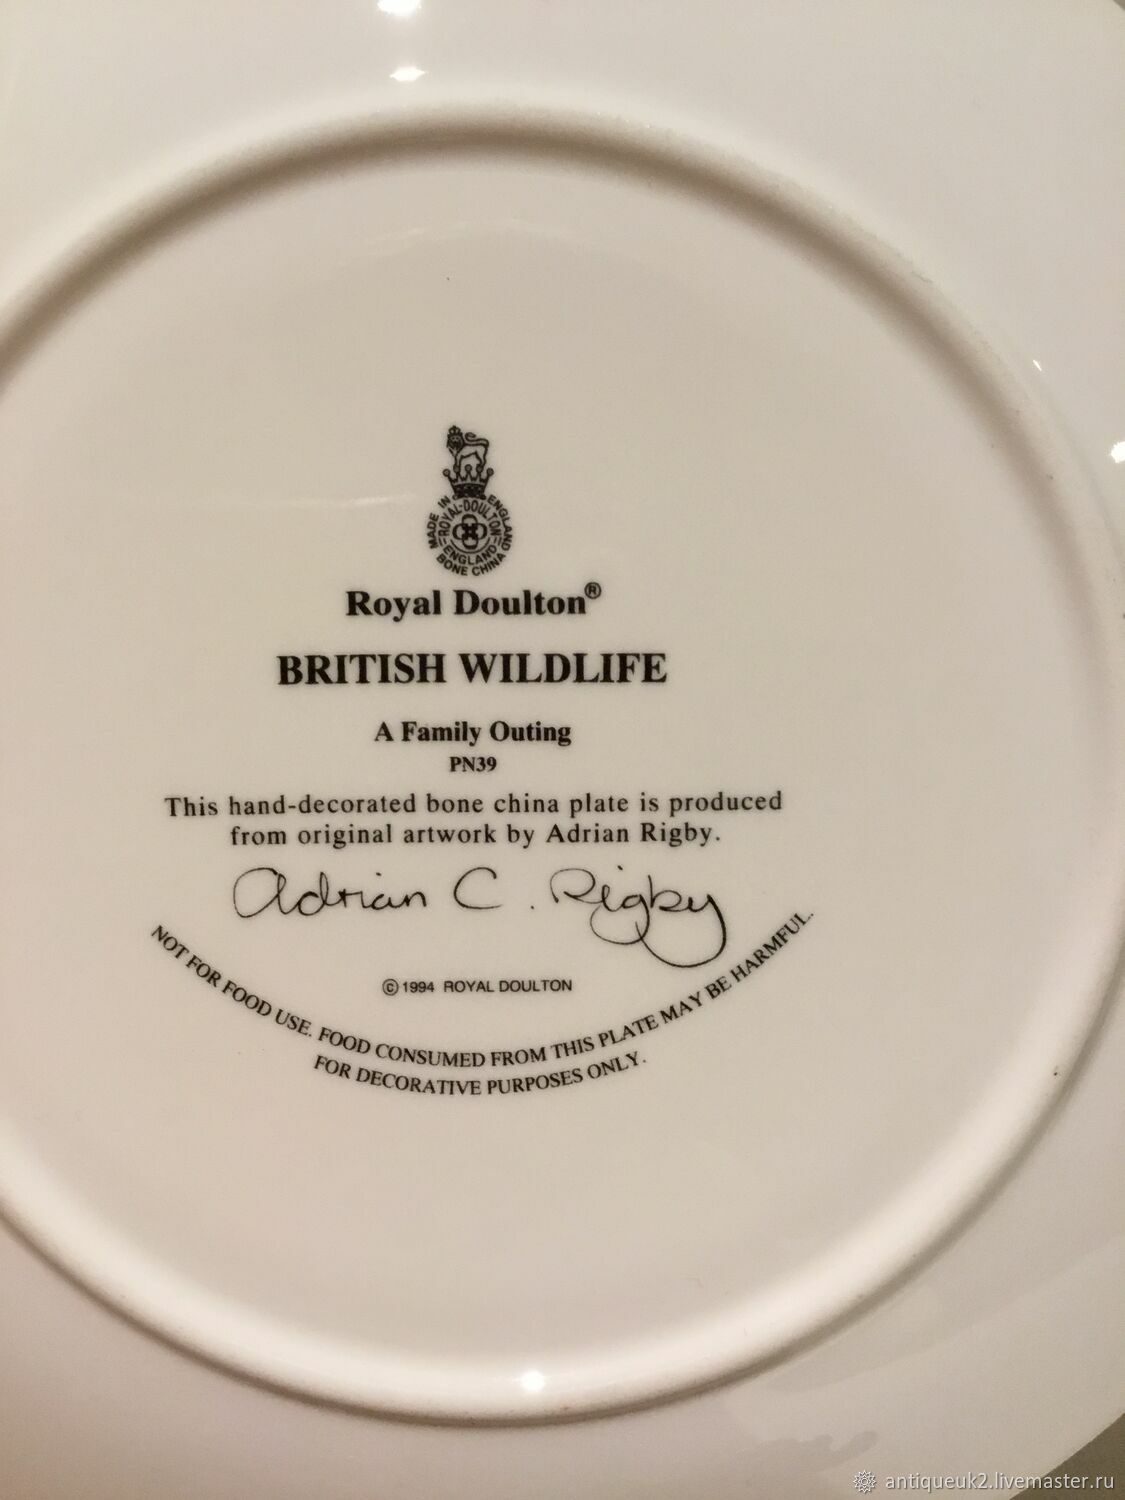 MADE IN ENGLAND
ROYAL-DOULTON
ENGLAND
BONE CHINA
Royal Doulton®
BRITISH WILDLIFE
A Family Outing
PN39
This hand-decorated bone china plate is produced
from original artwork by Adrian Rigby.
Adrian C. Rigby
© 1994 ROYAL DOULTON
NOT FOR FOOD USE. FOOD CONSUMED FROM THIS PLATE MAY BE HARMFUL.
FOR DECORATIVE PURPOSES ONLY.
antiqueuk2.livemaster.ru